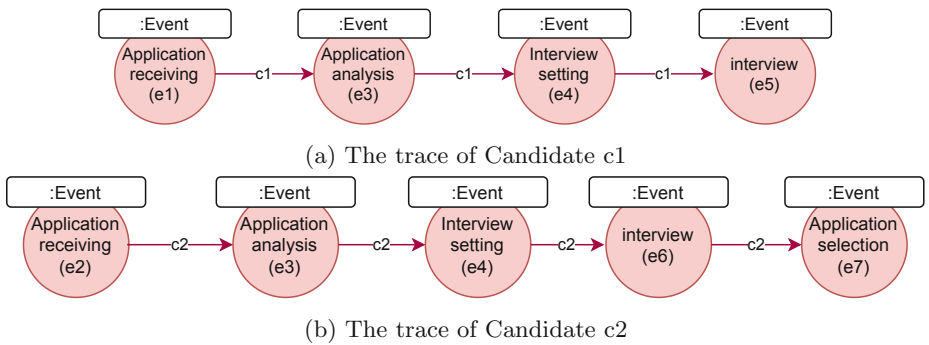 :Event :Event :Event :Event
Application receiving (e1)
c1
Application analysis (e3)
c1
Interview setting (e4)
c1
interview (e5)
(a) The trace of Candidate c1
:Event :Event :Event :Event :Event
Application receiving (e2)
c2
Application analysis (e3)
c2
Interview setting (e4)
c2
interview (e6)
c2
Application selection (e7)
(b) The trace of Candidate c2